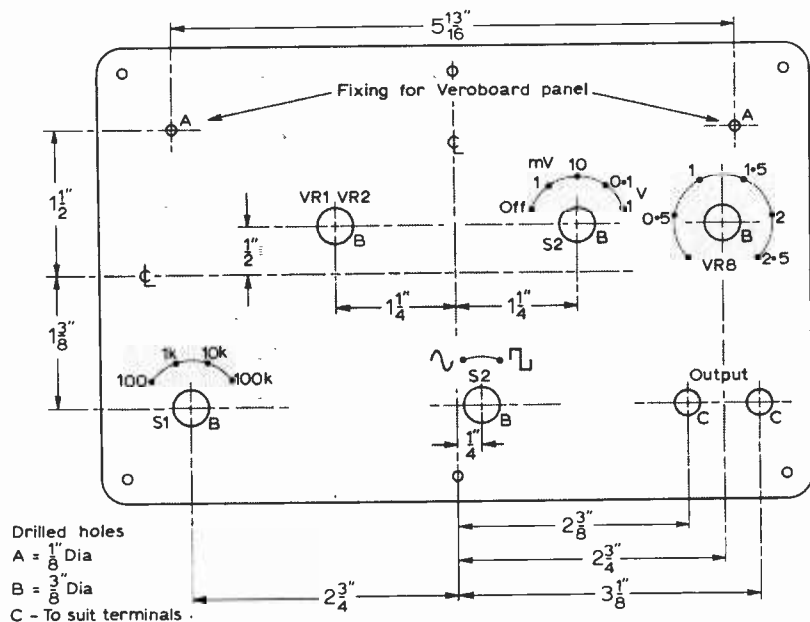 5 13/16"
Fixing for Veroboard panel
A
A
℄
mV
10
1
0·1
V
Off
1
1
1·5
0·5
2
2·5
VR8
B
VR1 VR2
B
S2
B
1 1/2"
1/2"
℄
1 1/4"
1 1/4"
1 3/8"
100
1k
10k
100k
S1
B
S2
B
1/4"
Output
C
C
2 3/8"
2 3/4"
3 1/8"
2 3/4"
Drilled holes
A = 1/8" Dia
B = 3/8" Dia
C - To suit terminals .